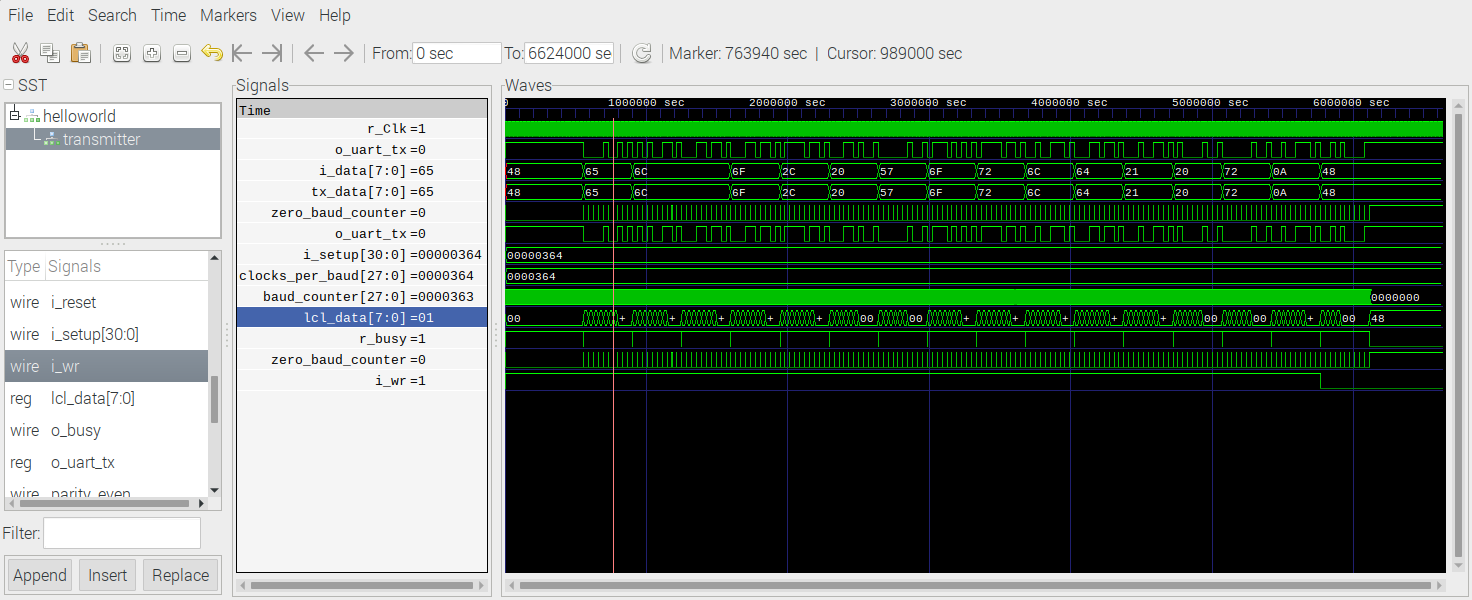 File Edit Search Time Markers View Help
From: 0 sec To: 6624000 se Marker: 763940 sec | Cursor: 989000 sec
SST
helloworld
transmitter
Type Signals
wire i_reset
wire i_setup[30:0]
wire i_wr
reg lcl_data[7:0]
wire o_busy
reg o_uart_tx
wire parity_even
Filter:
Append Insert Replace
Signals
Time
r_Clk =1
o_uart_tx =0
i_data[7:0] =65
tx_data[7:0] =65
zero_baud_counter =0
o_uart_tx =0
i_setup[30:0] =00000364
clocks_per_baud[27:0] =0000364
baud_counter[27:0] =0000363
lcl_data[7:0] =01
r_busy =1
zero_baud_counter =0
i_wr =1
Waves
0 1000000 sec 2000000 sec 3000000 sec 4000000 sec 5000000 sec 6000000 sec
48 65 6C 6F 2C 20 57 6F 72 6C 64 21 20 72 0A 48
48 65 6C 6F 2C 20 57 6F 72 6C 64 21 20 72 0A 48
00000364
0000364
0000000
00 + + + + + 00 00 + + + + + 00 00 + 00 48